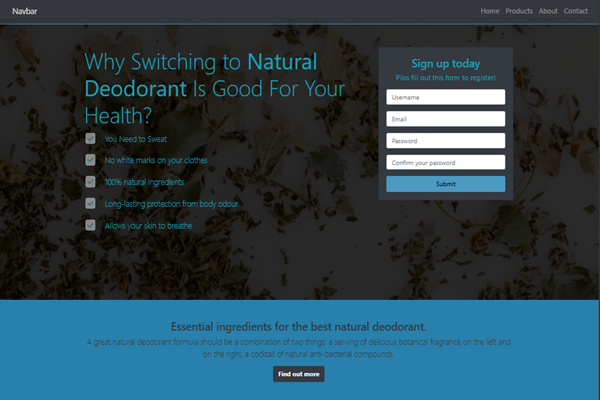 Navbar
Home Products About Contact
Why Switching to Natural
Deodorant Is Good For Your
Health?
You Need to Sweat
No white marks on your clothes
100% natural ingredients
Long-lasting protection from body odour
Allows your skin to breathe
Sign up today
Pliss fill out this form to register!
Username
Email
Password
Confirm your password
Submit
Essential ingredients for the best natural deodorant.
A great natural deodorant formula should be a combination of two things: a serving of delicious botanical fragrance on the left and
on the right, a cocktail of natural anti-bacterial compounds.
Find out more